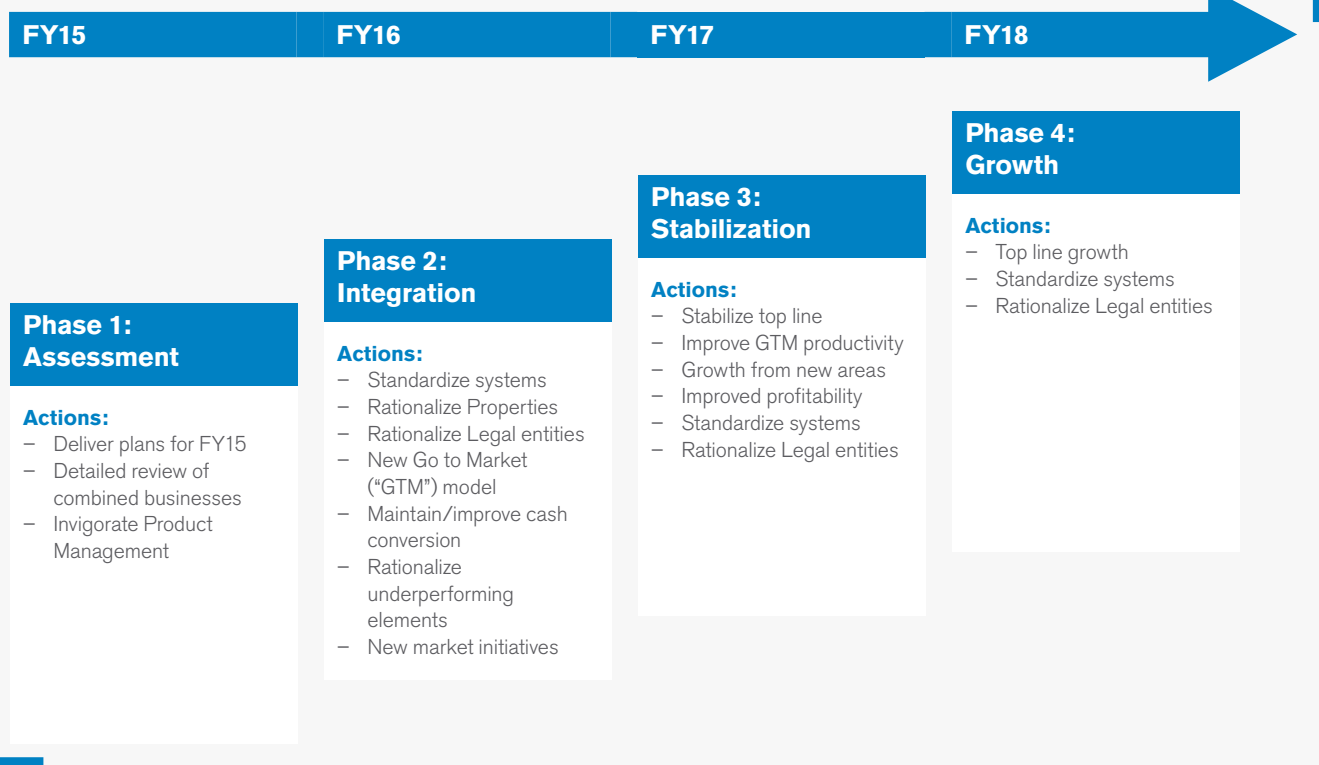 FY15
FY16
FY17
FY18
Phase 1:
Assessment
Actions:
– Deliver plans for FY15
– Detailed review of
combined businesses
– Invigorate Product
Management
Phase 2:
Integration
Actions:
– Standardize systems
– Rationalize Properties
– Rationalize Legal entities
– New Go to Market
(“GTM”) model
– Maintain/improve cash
conversion
– Rationalize
underperforming
elements
– New market initiatives
Phase 3:
Stabilization
Actions:
– Stabilize top line
– Improve GTM productivity
– Growth from new areas
– Improved profitability
– Standardize systems
– Rationalize Legal entities
Phase 4:
Growth
Actions:
– Top line growth
– Standardize systems
– Rationalize Legal entities